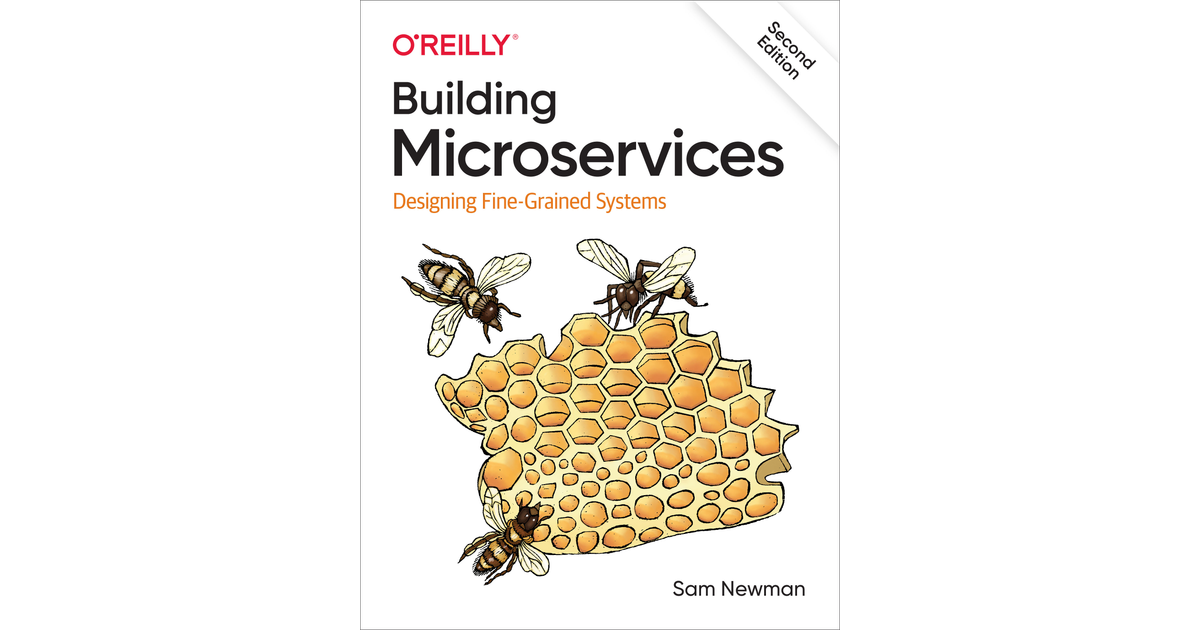 O'REILLY®
Second
Edition
Building
Microservices
Designing Fine-Grained Systems
Sam Newman